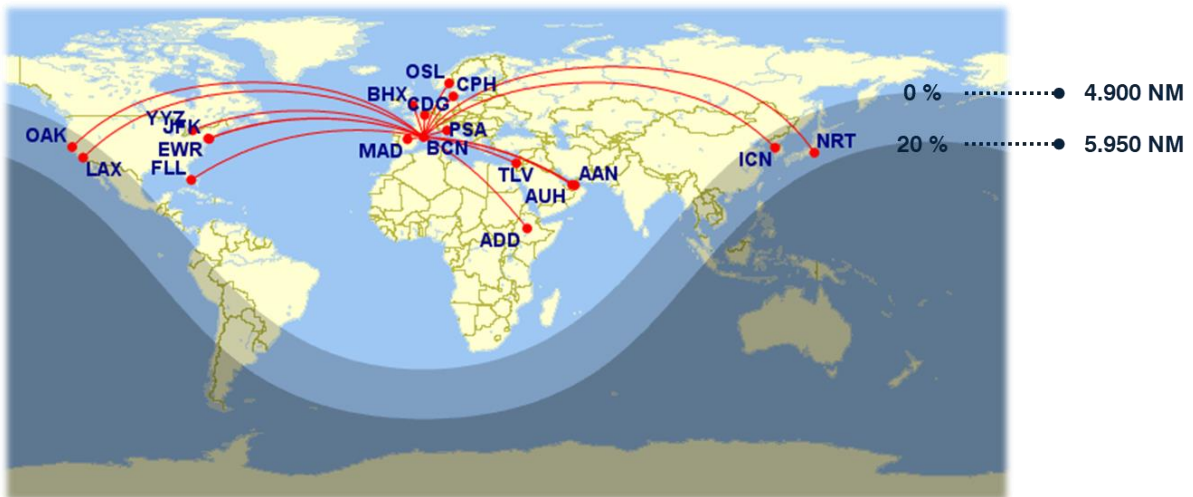 OSL
CPH
BHX
CDG
0 %
4.900 NM
YYZ
JFK
OAK
PSA
NRT
EWR
MAD
BCN
20 %
5.950 NM
ICN
LAX
FLL
TLV
AAN
AUH
ADD